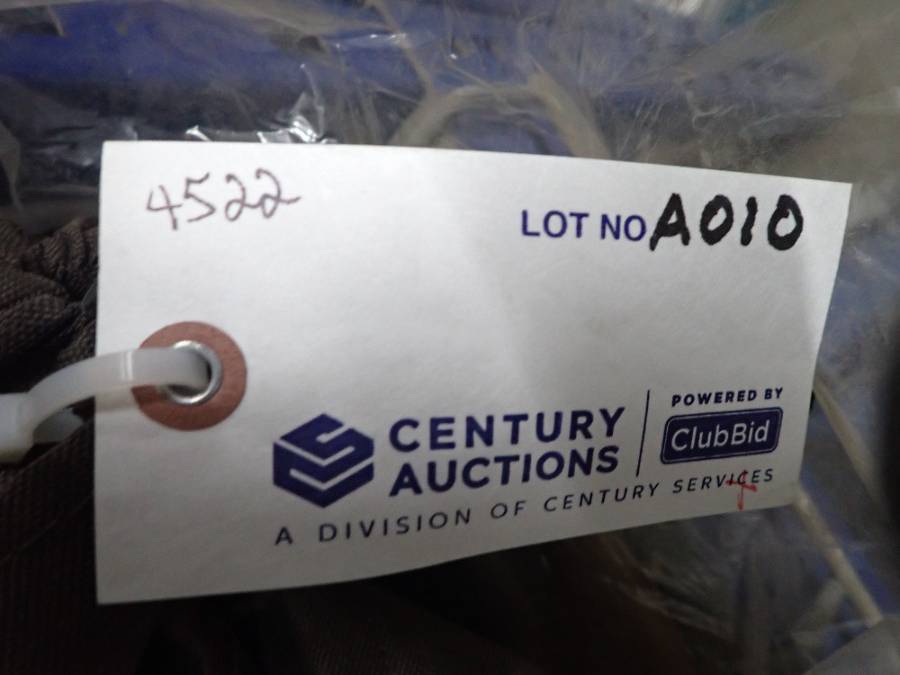 4522
LOT NO A010
CENTURY
AUCTIONS
POWERED BY
ClubBid
A DIVISION OF CENTURY SERVICES